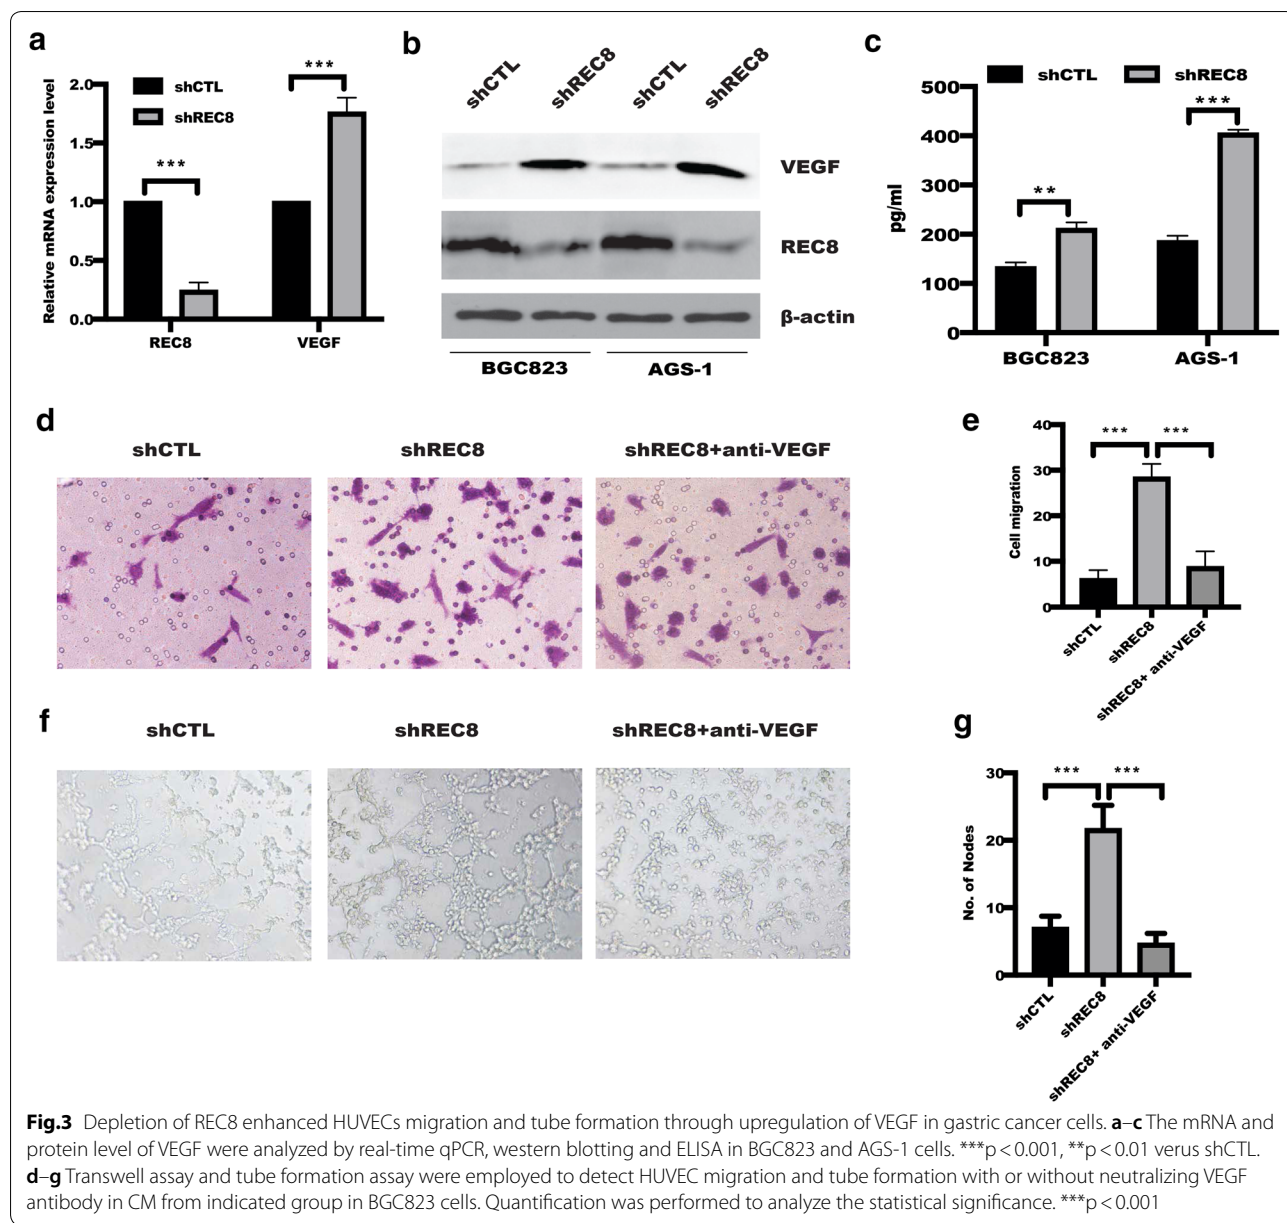 a
2.0
1.5
1.0
0.5
0.0
Relative mRNA expression level
shCTL
shREC8
***
***
REC8
VEGF
b
shCTL
shREC8
shCTL
shREC8
VEGF
REC8
β-actin
BGC823
AGS-1
c
shCTL
shREC8
500
400
300
200
100
0
pg/ml
**
***
BGC823
AGS-1
d
shCTL
shREC8
shREC8+anti-VEGF
e
40
30
20
10
0
Cell migration
***
***
shCTL
shREC8
shREC8+ anti-VEGF
f
shCTL
shREC8
shREC8+anti-VEGF
g
30
20
10
0
No. of Nodes
***
***
shCTL
shREC8
shREC8+ anti-VEGF
Fig.3 Depletion of REC8 enhanced HUVECs migration and tube formation through upregulation of VEGF in gastric cancer cells. a–c The mRNA and
protein level of VEGF were analyzed by real-time qPCR, western blotting and ELISA in BGC823 and AGS-1 cells. ***p < 0.001, **p < 0.01 verus shCTL.
d–g Transwell assay and tube formation assay were employed to detect HUVEC migration and tube formation with or without neutralizing VEGF
antibody in CM from indicated group in BGC823 cells. Quantification was performed to analyze the statistical significance. ***p < 0.001